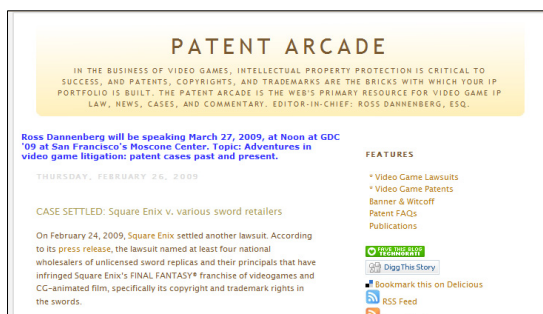 PATENT ARCADE
IN THE BUSINESS OF VIDEO GAMES, INTELLECTUAL PROPERTY PROTECTION IS CRITICAL TO
SUCCESS, AND PATENTS, COPYRIGHTS, AND TRADEMARKS ARE THE BRICKS WITH WHICH YOUR IP
PORTFOLIO IS BUILT. THE PATENT ARCADE IS THE WEB'S PRIMARY RESOURCE FOR VIDEO GAME IP
LAW, NEWS, CASES, AND COMMENTARY. EDITOR-IN-CHIEF: ROSS DANNENBERG, ESQ.
Ross Dannenberg will be speaking March 27, 2009, at Noon at GDC
'09 at San Francisco's Moscone Center. Topic: Adventures in
video game litigation: patent cases past and present.
THURSDAY, FEBRUARY 26, 2009
CASE SETTLED: Square Enix v. various sword retailers
On February 24, 2009, Square Enix settled another lawsuit. According
to its press release, the lawsuit named at least four national
wholesalers of unlicensed sword replicas and their principals that have
infringed Square Enix's FINAL FANTASY® franchise of videogames and
CG-animated film, specifically its copyright and trademark rights in
the swords.
FEATURES
* Video Game Lawsuits
* Video Game Patents
Banner & Witcoff
Patent FAQs
Publications
FAVE THIS BLOG
TECHNORATI
Digg This Story
Bookmark this on Delicious
RSS Feed